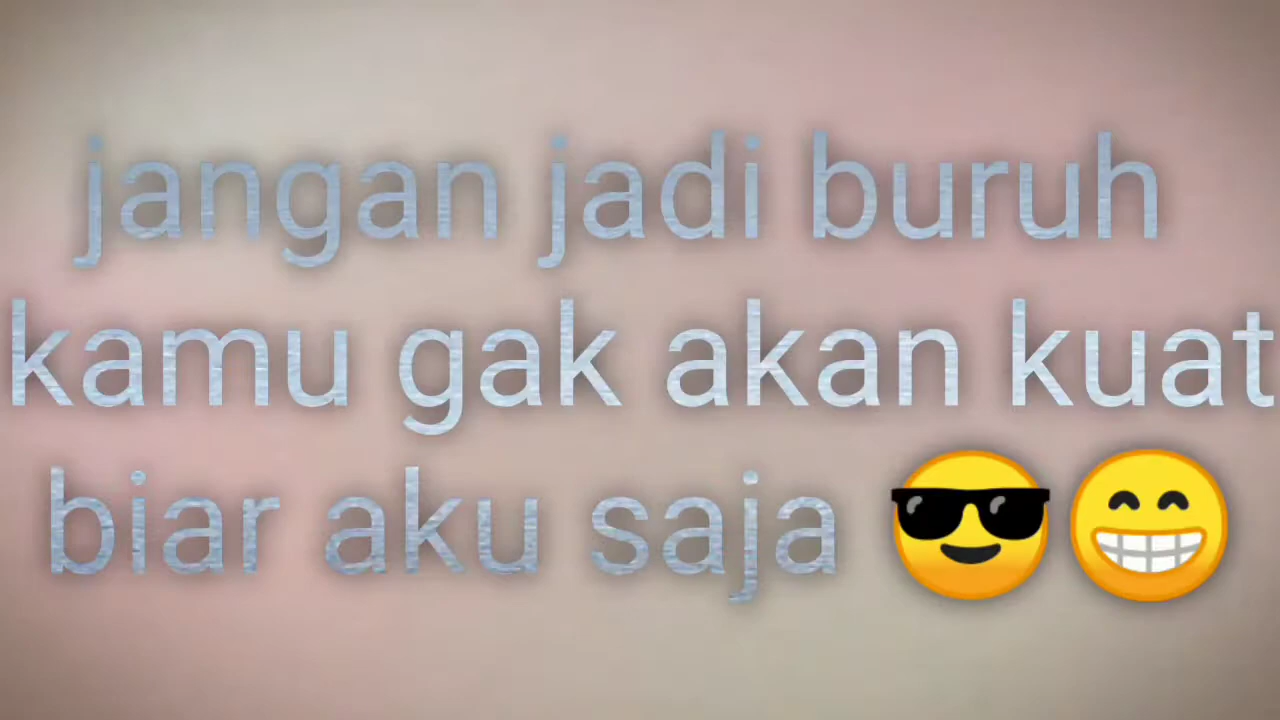 jangan jadi buruh
kamu gak akan kuat
biar aku saja 😎😁